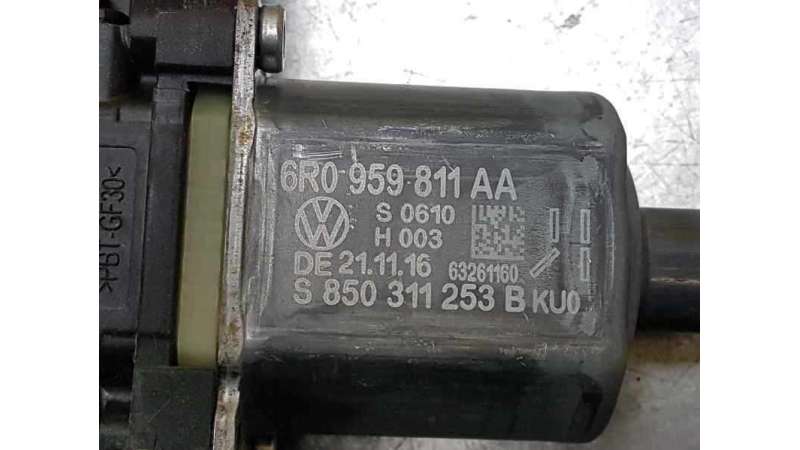 6R0 959 811 AA
S 0610
H 003
DE 21.11.16 63261160
S 850 311 253 B KU0
>PBT-GF30<